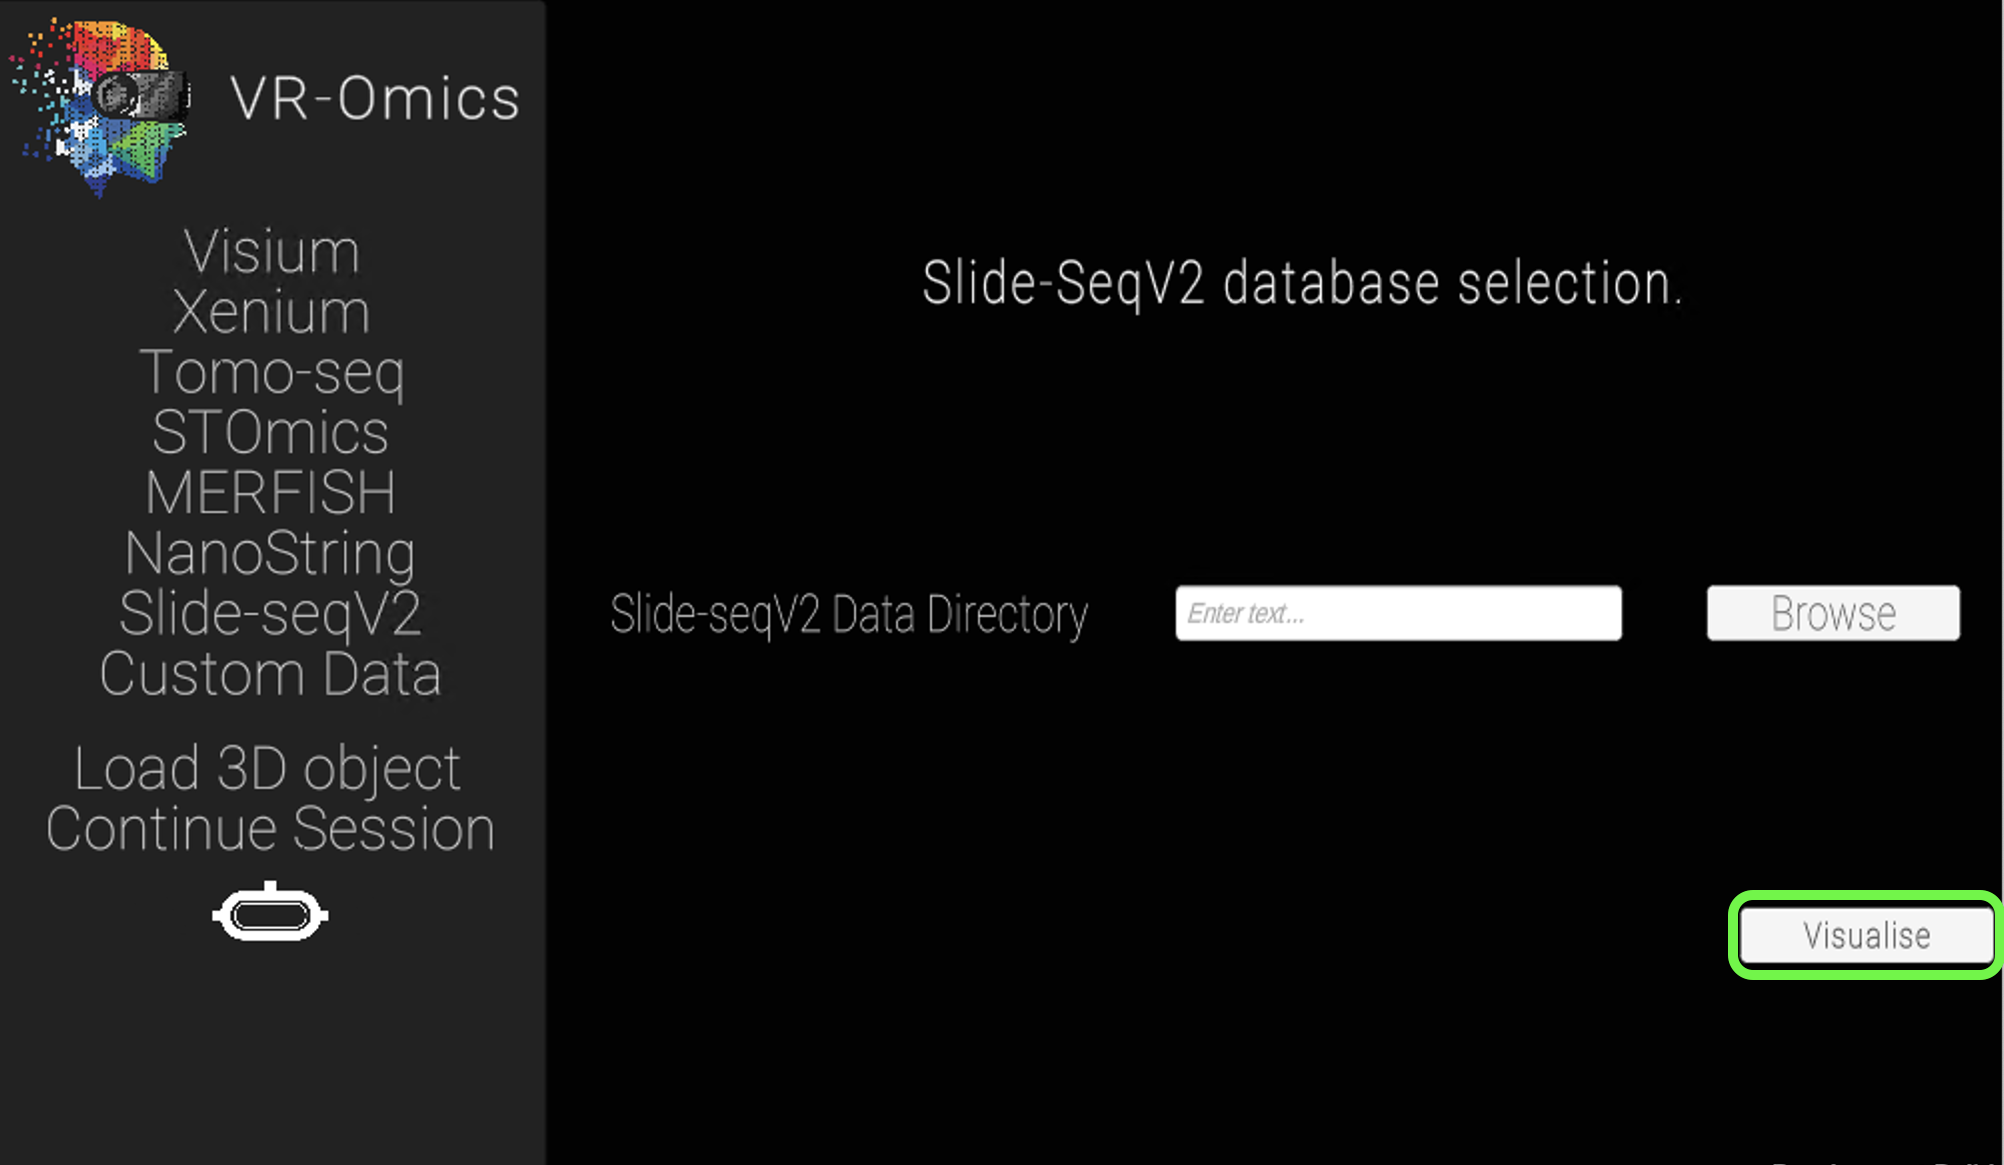 VR-Omics
Visium
Xenium
Tomo-seq
STOmics
MERFISH
NanoString
Slide-seqV2
Custom Data
Load 3D object
Continue Session
Slide-SeqV2 database selection.
Slide-seqV2 Data Directory
Enter text...
Browse
Visualise